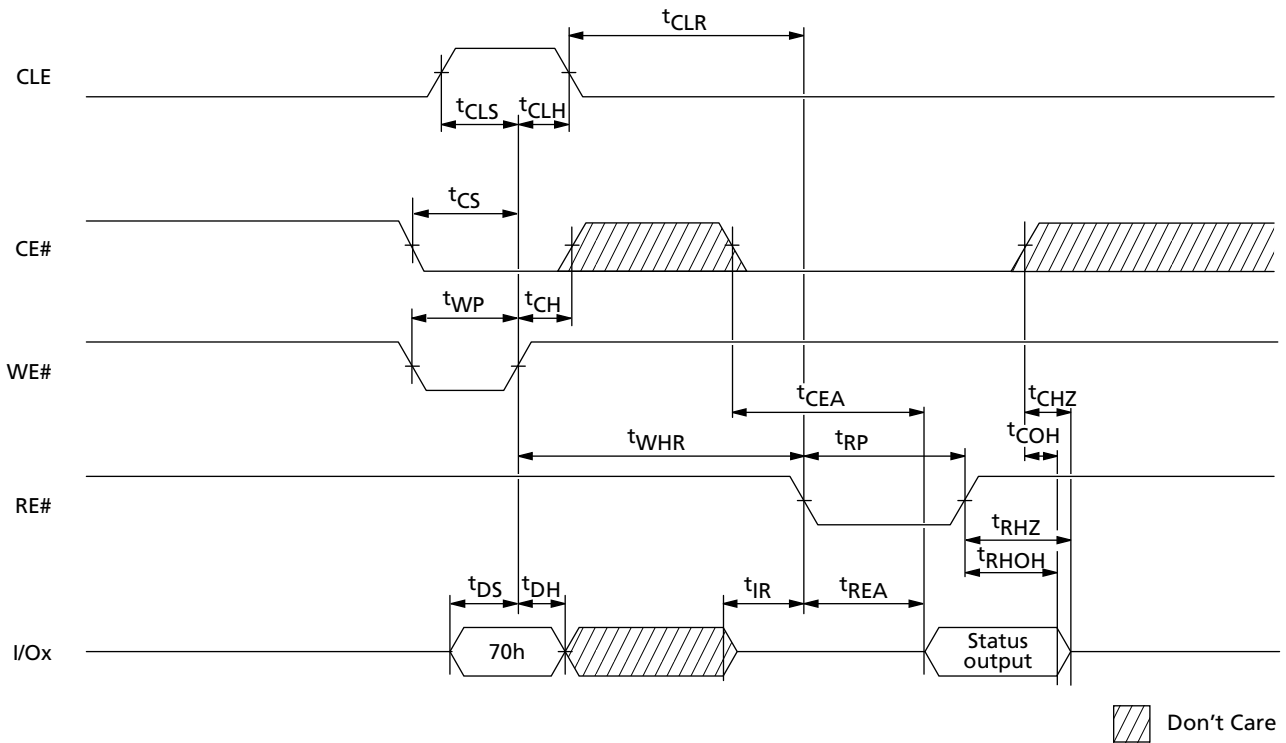 tCLR
CLE
tCLS tCLH
tCS
CE#
tWP tCH
WE#
tCEA tCHZ
tCOH
tWHR tRP
RE#
tRHZ
tRHOH
tDS tDH tIR tREA
I/Ox 70h Status output
Don't Care